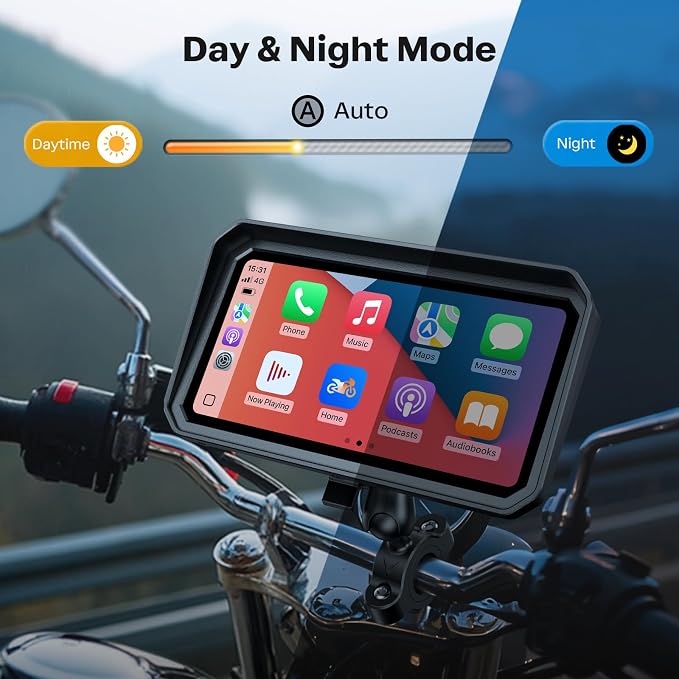 Day & Night Mode
A Auto
Daytime
Night
15:31
4G
Phone
Music
Maps
Messages
Now Playing
Home
Podcasts
Audiobooks